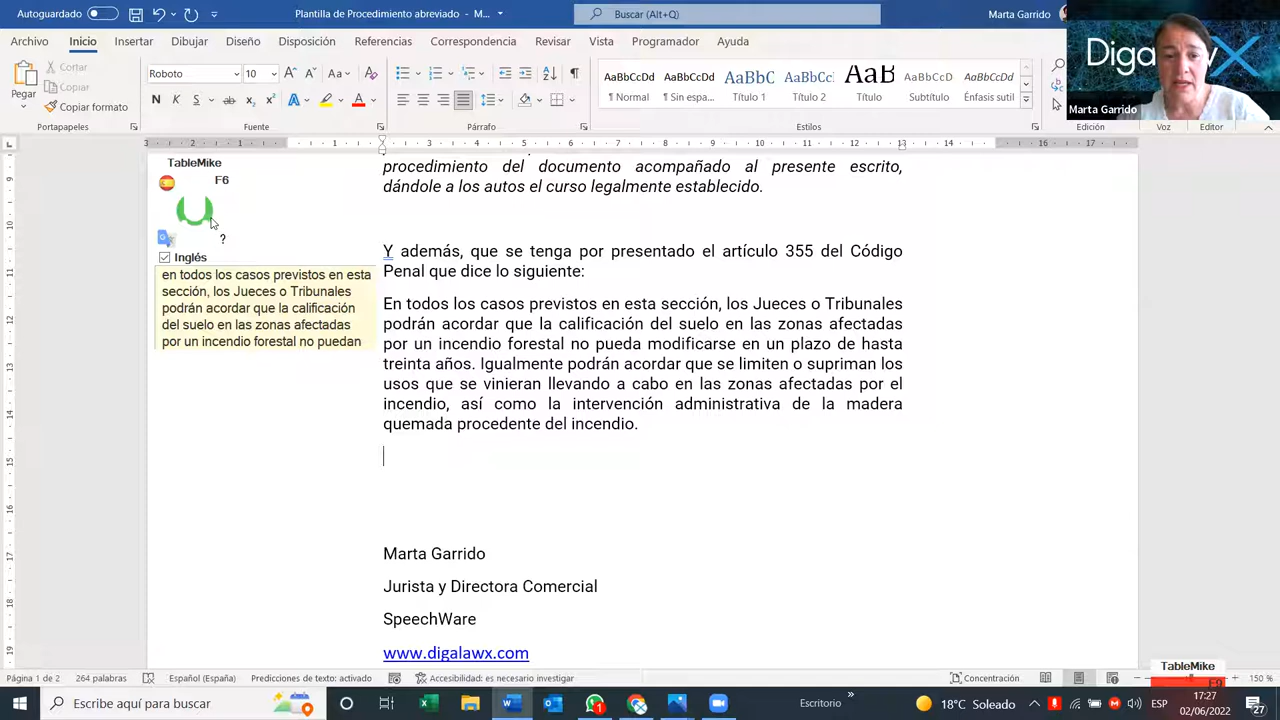 Autoguardado
Plantilla de Procedimiento abreviado.docx
Buscar (Alt+Q)
Marta Garrido
Archivo Inicio Insertar Dibujar Diseño Disposición Referencias Correspondencia Revisar Vista Programador Ayuda
Pegar
Cortar
Copiar
Copiar formato
Portapapeles
Roboto 10
N K S ab x₂ x²
Fuente
Párrafo
AaBbCcDd AaBbCcDd AaBbC AaBbCc AaBbC AaBbCcD AaBbCcDd
¶ Normal ¶ Sin espa... Título 1 Título 2 Título Subtítulo Énfasis sutil
Estilos
Edición
Voz
Editor
DigalawX
Marta Garrido
TableMike
F6
?
Inglés
en todos los casos previstos en esta
sección, los Jueces o Tribunales
podrán acordar que la calificación
del suelo en las zonas afectadas
por un incendio forestal no puedan
procedimiento del documento acompañado al presente escrito,
dándole a los autos el curso legalmente establecido.
Y además, que se tenga por presentado el artículo 355 del Código
Penal que dice lo siguiente:
En todos los casos previstos en esta sección, los Jueces o Tribunales
podrán acordar que la calificación del suelo en las zonas afectadas
por un incendio forestal no pueda modificarse en un plazo de hasta
treinta años. Igualmente podrán acordar que se limiten o supriman los
usos que se vinieran llevando a cabo en las zonas afectadas por el
incendio, así como la intervención administrativa de la madera
quemada procedente del incendio.
Marta Garrido
Jurista y Directora Comercial
SpeechWare
www.digalawx.com
TableMike
F9
Página 1 de 2 264 palabras Español (España) Predicciones de texto: activado Accesibilidad: es necesario investigar Concentración 150 %
Escribe aquí para buscar
Escritorio
18°C Soleado
ESP
17:27
02/06/2022
27